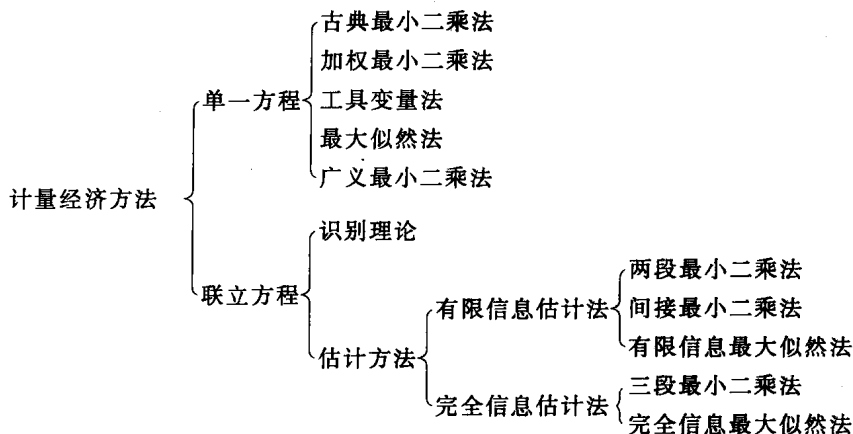 古典最小二乘法
加权最小二乘法
单一方程
工具变量法
最大似然法
广义最小二乘法
计量经济方法
识别理论
联立方程
两段最小二乘法
有限信息估计法
间接最小二乘法
有限信息最大似然法
估计方法
三段最小二乘法
完全信息估计法
完全信息最大似然法